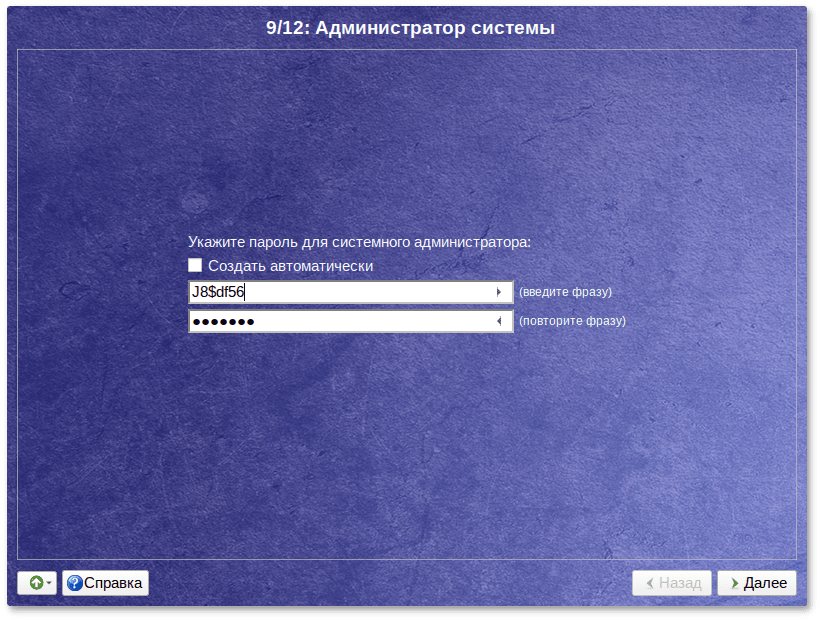 9/12: Администратор системы
Укажите пароль для системного администратора:
Создать автоматически
J8$df56 (введите фразу)
●●●●●●● (повторите фразу)
Справка Назад Далее